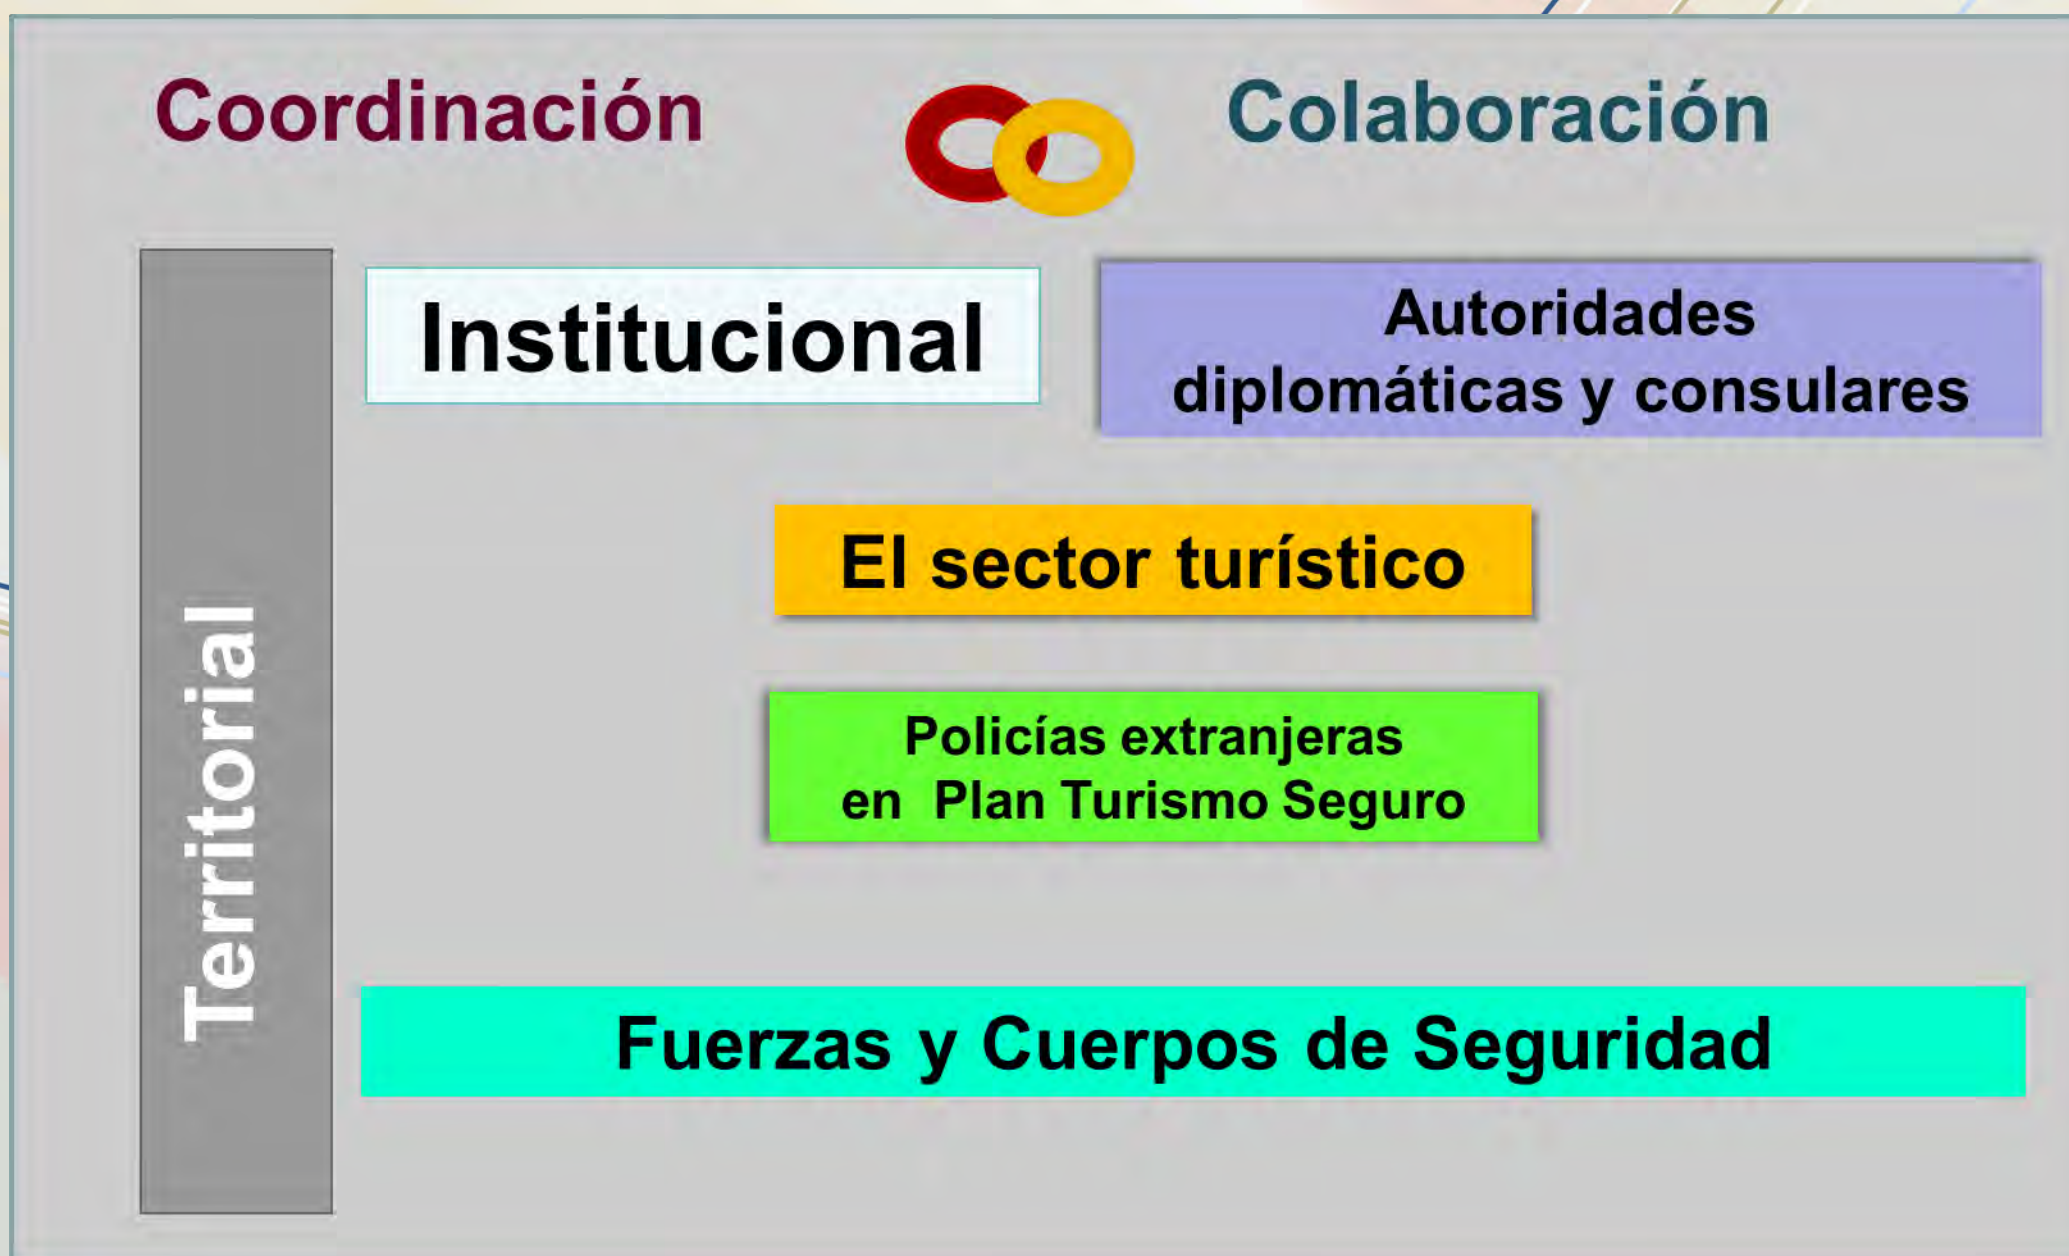 Coordinación
Colaboración
Territorial
Institucional
Autoridades
diplomáticas y consulares
El sector turístico
Policías extranjeras
en Plan Turismo Seguro
Fuerzas y Cuerpos de Seguridad